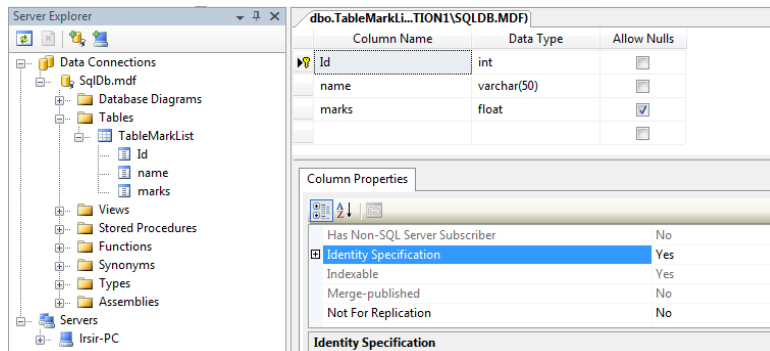 Server Explorer
Data Connections
SqlDb.mdf
Database Diagrams
Tables
TableMarkList
Id
name
marks
Views
Stored Procedures
Functions
Synonyms
Types
Assemblies
Servers
Irsir-PC
dbo.TableMarkLi...TION1\SQLDB.MDF)
Column Name Data Type Allow Nulls
Id int
name varchar(50)
marks float
Column Properties
Has Non-SQL Server Subscriber No
Identity Specification Yes
Indexable Yes
Merge-published No
Not For Replication No
Identity Specification